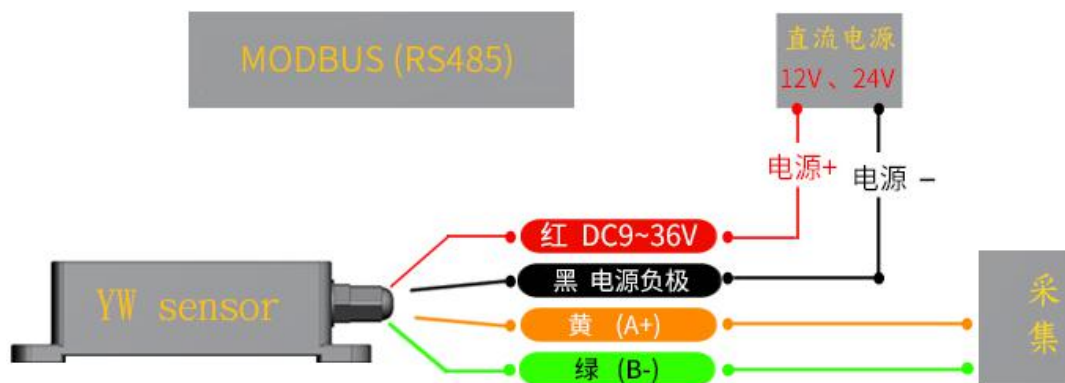 MODBUS (RS485)
直流电源
12V 、24V
电源+
电源 −
红 DC9~36V
黑 电源负极
黄 (A+)
绿 (B-)
YW sensor
采
集